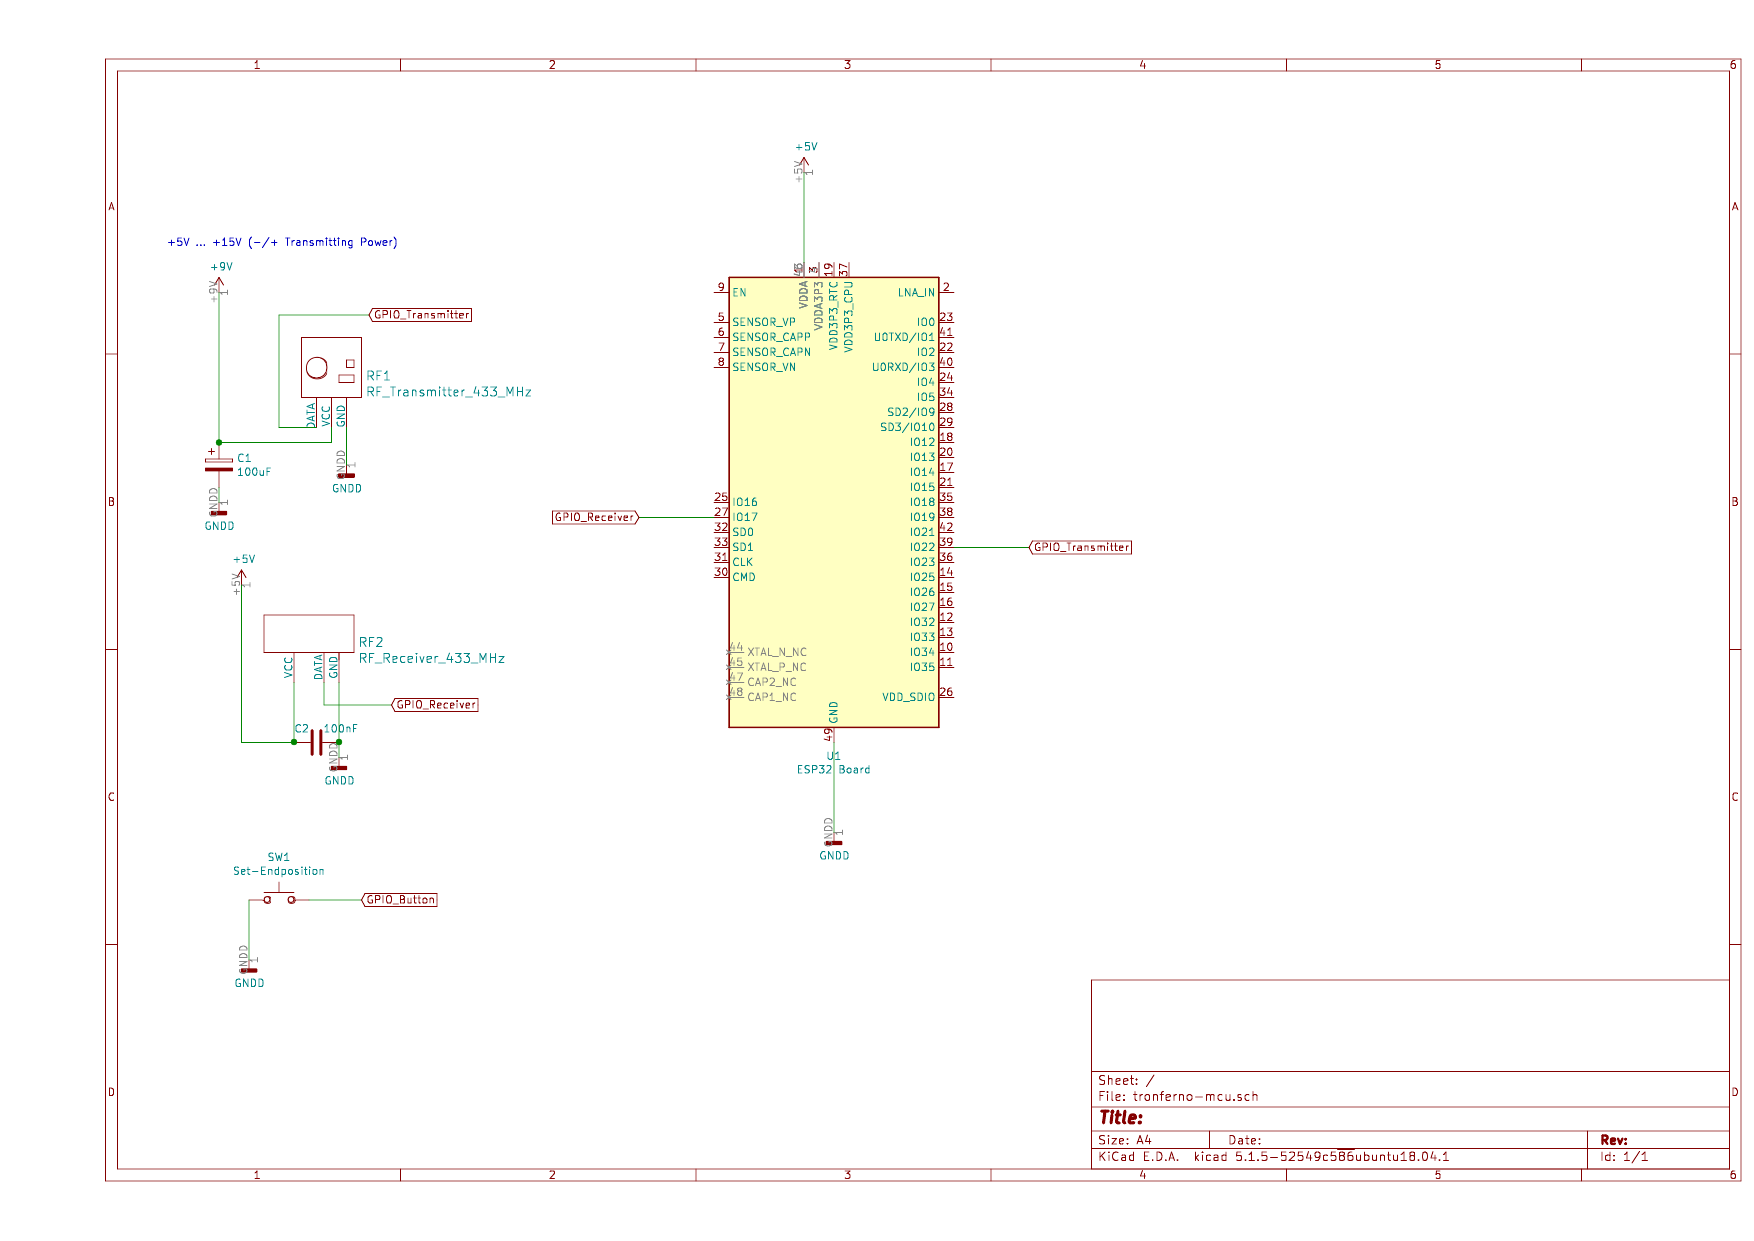 1 2 3 4 5 6
A A
B B
C C
D D
+5V ... +15V (-/+ Transmitting Power)
+9V
+9V
1
GPIO_Transmitter
RF1
RF_Transmitter_433_MHz
DATA
VCC
GND
+
C1
100uF
GNDD
1
GNDD
GNDD
1
GNDD
+5V
+5V
1
RF2
RF_Receiver_433_MHz
VCC
DATA
GND
GPIO_Receiver
C2 100nF
GNDD
1
GNDD
SW1
Set-Endposition
GPIO_Button
GNDD
1
GNDD
+5V
+5V
1
19
37
VDDA
VDDA3P3
VDD3P3_RTC
VDD3P3_CPU
9 EN
5 SENSOR_VP
6 SENSOR_CAPP
7 SENSOR_CAPN
8 SENSOR_VN
25 IO16
GPIO_Receiver 27 IO17
32 SD0
33 SD1
31 CLK
30 CMD
44 XTAL_N_NC
45 XTAL_P_NC
47 CAP2_NC
48 CAP1_NC
LNA_IN 2
IO0 23
U0TXD/IO1 41
IO2 22
U0RXD/IO3 40
IO4 24
IO5 34
SD2/IO9 28
SD3/IO10 29
IO12 18
IO13 20
IO14 17
IO15 21
IO18 35
IO19 38
IO21 42
IO22 39 GPIO_Transmitter
IO23 36
IO25 14
IO26 15
IO27 16
IO32 12
IO33 13
IO34 10
IO35 11
VDD_SDIO 26
GND
49
U1
ESP32 Board
GNDD
1
GNDD
Sheet: /
File: tronferno-mcu.sch
Title:
Size: A4 Date: Rev:
KiCad E.D.A. kicad 5.1.5-52549c5~86~ubuntu18.04.1 Id: 1/1
1 2 3 4 5 6